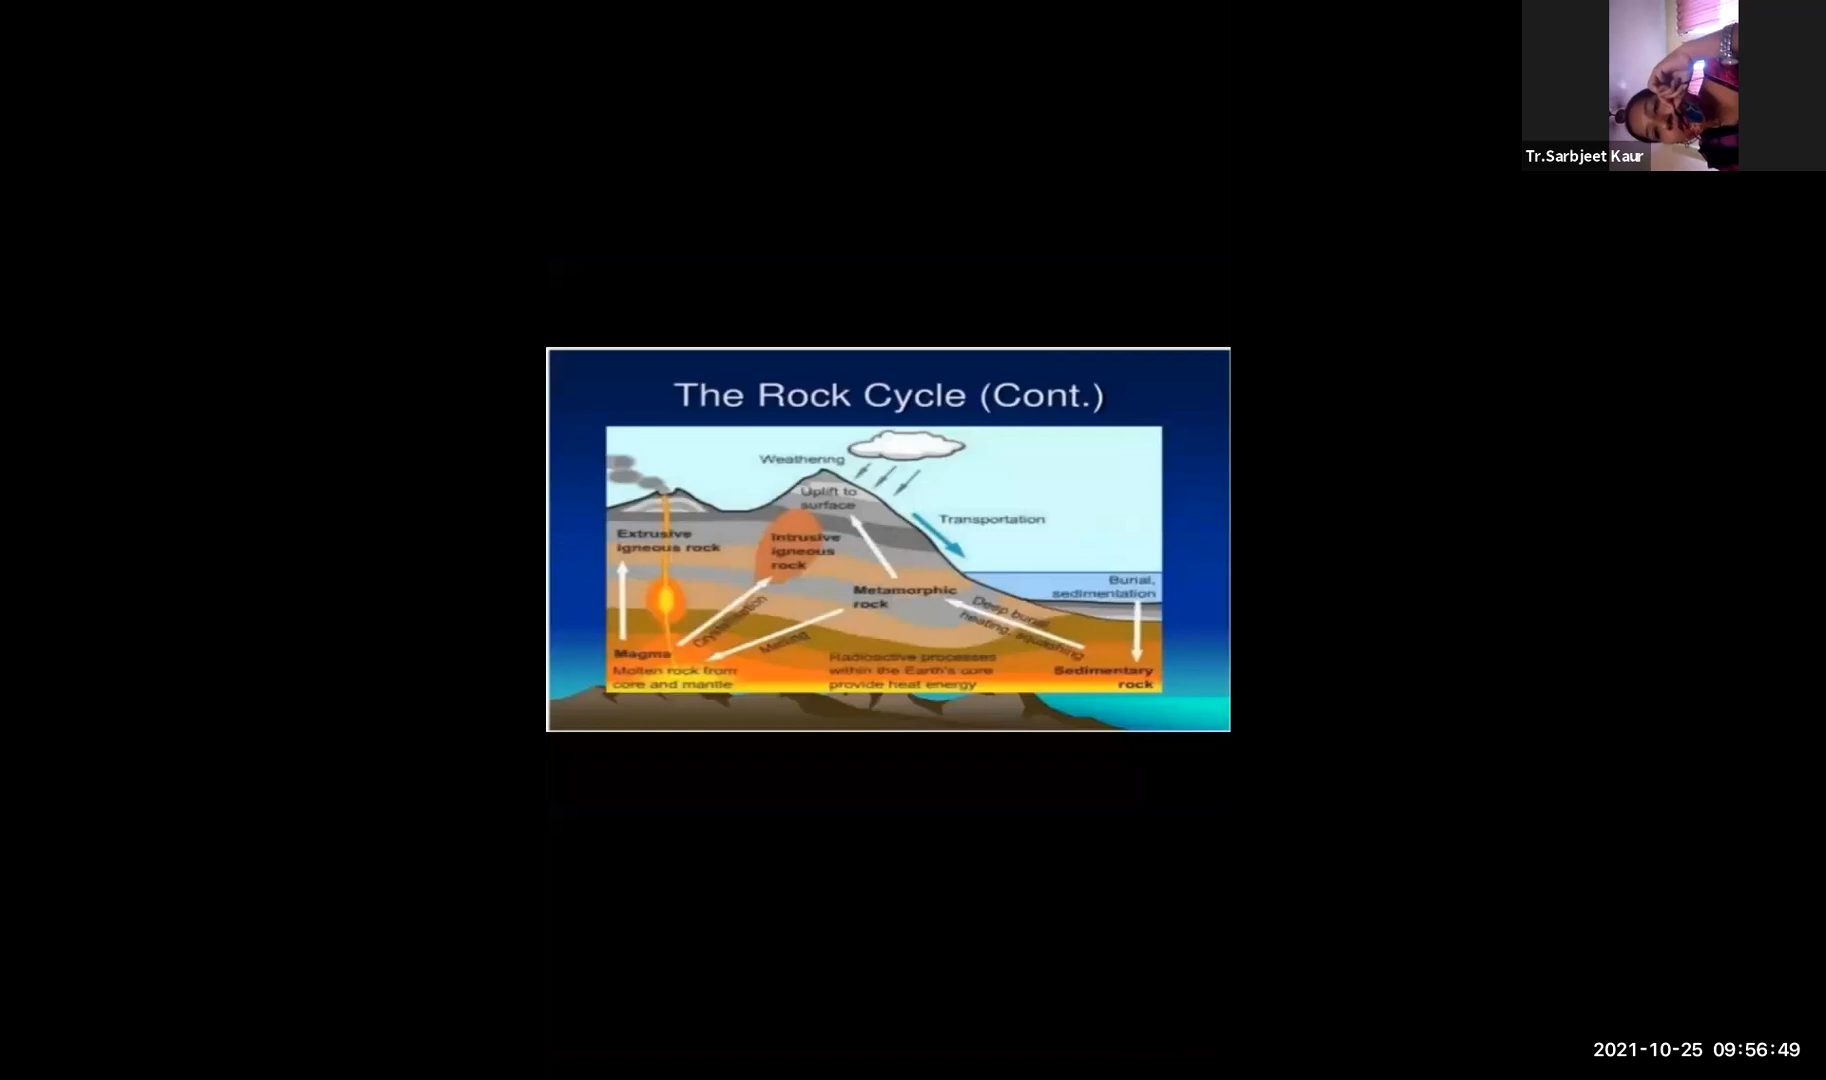 Tr.Sarbjeet Kaur
The Rock Cycle (Cont.)
Weathering
Uplift to
surface
Transportation
Extrusive
igneous rock
Intrusive
igneous
rock
Burial,
sedimentation
Metamorphic
rock
Deep burial,
heating, squashing
Crystallisation
Melting
Magma
Molten rock from
core and mantle
Radioactive processes
within the Earth's core
provide heat energy
Sedimentary
rock
2021-10-25 09:56:49